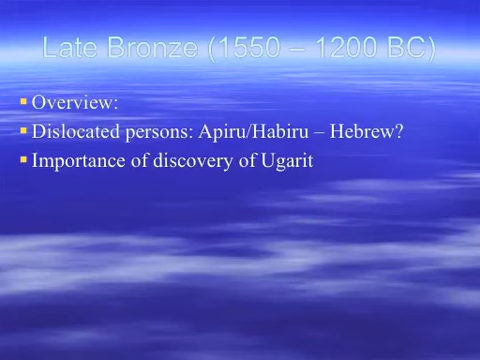 Late Bronze (1550 – 1200 BC)
Overview:
Dislocated persons: Apiru/Habiru – Hebrew?
Importance of discovery of Ugarit